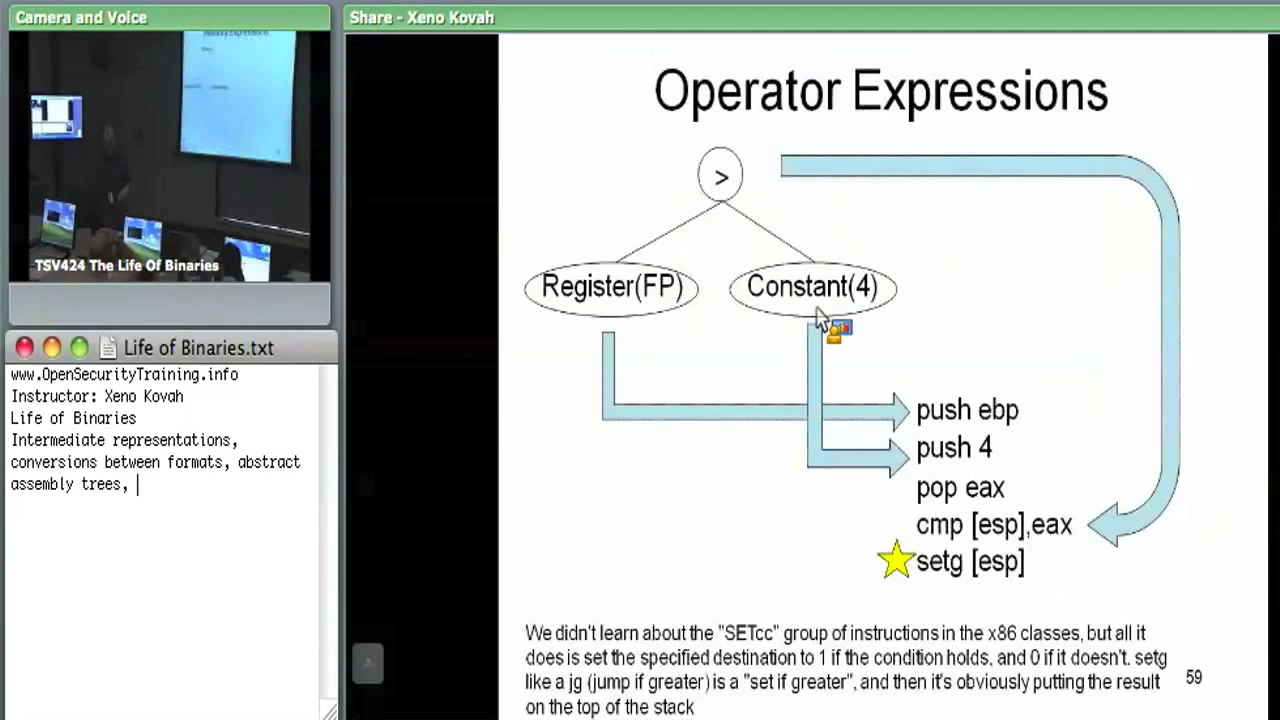 Camera and Voice
TSV424 The Life Of Binaries
Life of Binaries.txt
www.OpenSecurityTraining.info
Instructor: Xeno Kovah
Life of Binaries
Intermediate representations,
conversions between formats, abstract
assembly trees,
Share - Xeno Kovah
Operator Expressions
>
Register(FP)
Constant(4)
push ebp
push 4
pop eax
cmp [esp],eax
setg [esp]
We didn't learn about the "SETcc" group of instructions in the x86 classes, but all it
does is set the specified destination to 1 if the condition holds, and 0 if it doesn't. setg
like a jg (jump if greater) is a "set if greater", and then it's obviously putting the result
on the top of the stack
59